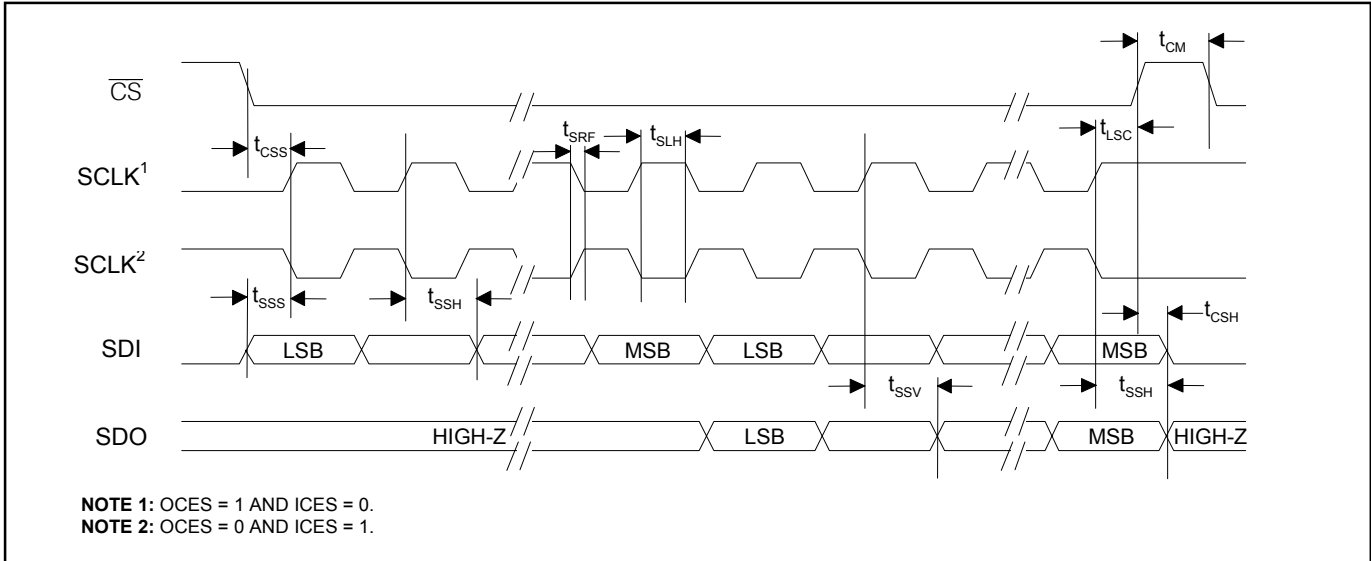 CS
tCM
tCSS
tSRF
tSLH
tLSC
SCLK1
SCLK2
tSSS
tSSH
tCSH
SDI
LSB
MSB
LSB
MSB
tSSV
tSSH
SDO
HIGH-Z
LSB
MSB
HIGH-Z
NOTE 1: OCES = 1 AND ICES = 0.
NOTE 2: OCES = 0 AND ICES = 1.